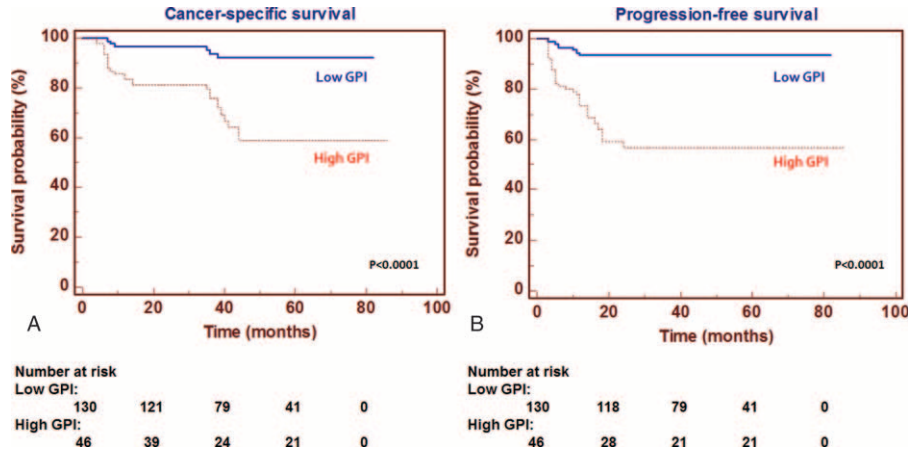 Cancer-specific survival
Survival probability (%)
100
80
60
40
20
0
Low GPI
High GPI
P<0.0001
0 20 40 60 80 100
A
Time (months)
Number at risk
Low GPI:
130 121 79 41 0
High GPI:
46 39 24 21 0
Progression-free survival
Survival probability (%)
100
80
60
40
20
0
Low GPI
High GPI
P<0.0001
0 20 40 60 80 100
B
Time (months)
Number at risk
Low GPI:
130 118 79 41 0
High GPI:
46 28 21 21 0